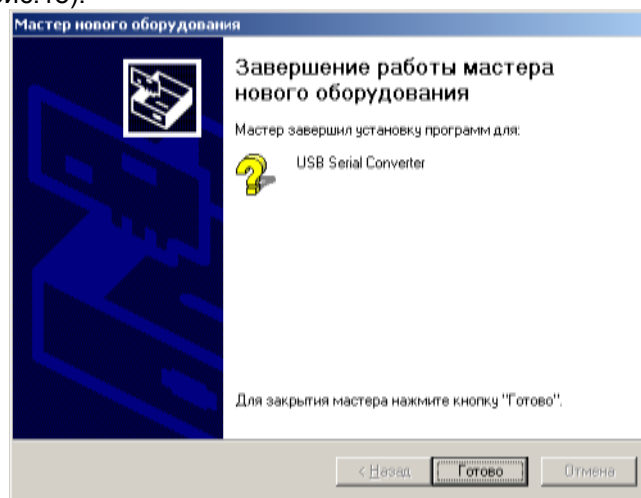 Мастер нового оборудования
Завершение работы мастера
нового оборудования
Мастер завершил установку программ для:
USB Serial Converter
Для закрытия мастера нажмите кнопку "Готово".
< Назад
Готово
Отмена